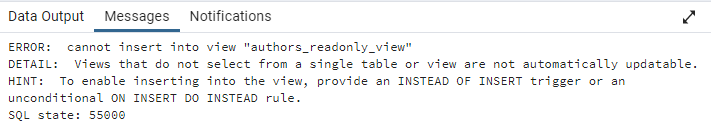 Data Output Messages Notifications
ERROR:  cannot insert into view "authors_readonly_view"
DETAIL:  Views that do not select from a single table or view are not automatically updatable.
HINT:  To enable inserting into the view, provide an INSTEAD OF INSERT trigger or an
unconditional ON INSERT DO INSTEAD rule.
SQL state: 55000